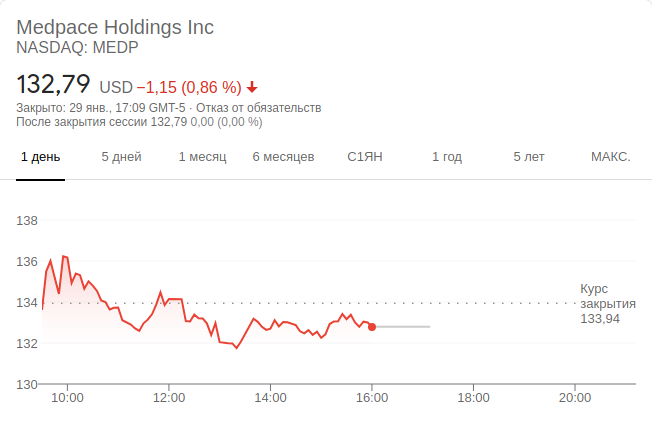 Medpace Holdings Inc
NASDAQ: MEDP
132,79 USD −1,15 (0,86 %)
Закрыто: 29 янв., 17:09 GMT-5 · Отказ от обязательств
После закрытия сессии 132,79 0,00 (0,00 %)
1 день 5 дней 1 месяц 6 месяцев С1ЯН 1 год 5 лет МАКС.
138
136
134
132
130
Курс
закрытия
133,94
10:00 12:00 14:00 16:00 18:00 20:00